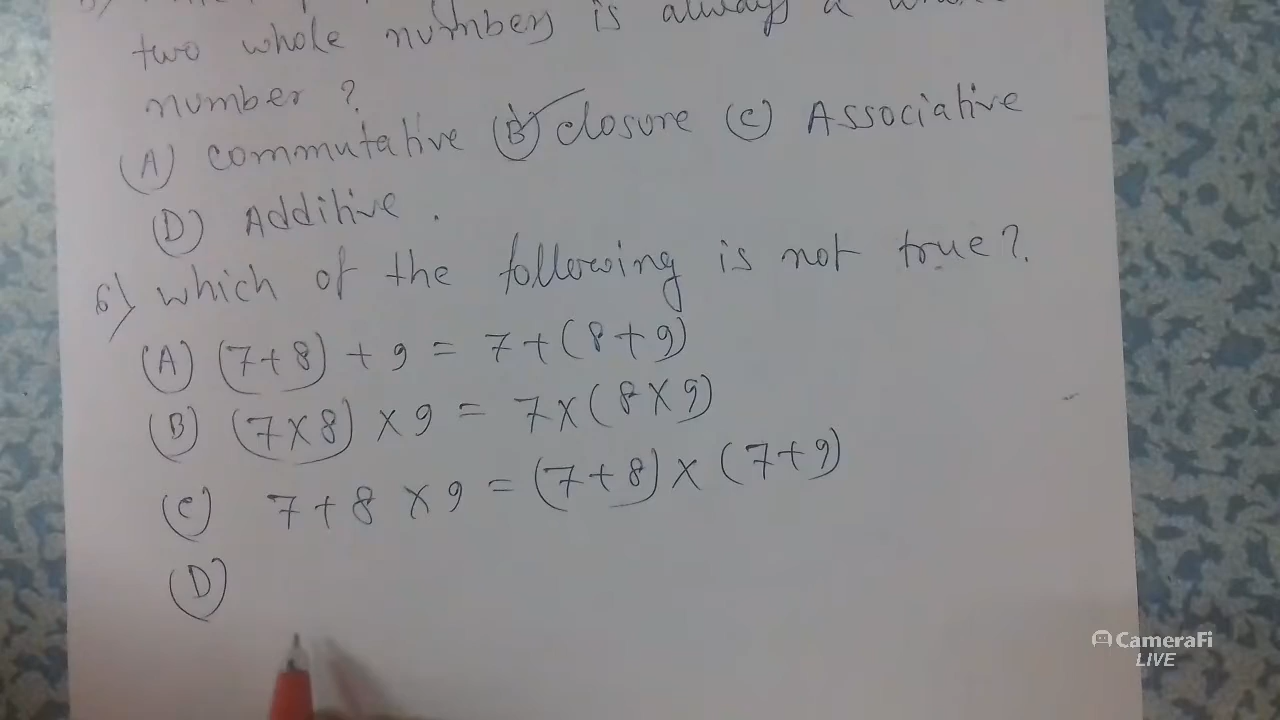 two whole numbers is always a
number ?
(A) commutative (B) closure (C) Associative
(D) Additive .
6) which of the following is not true?
(A) (7+8) + 9 = 7+(8+9)
(B) (7×8) × 9 = 7×(8×9)
(C) 7+8 × 9 = (7+8)×(7+9)
(D)
CameraFi
LIVE